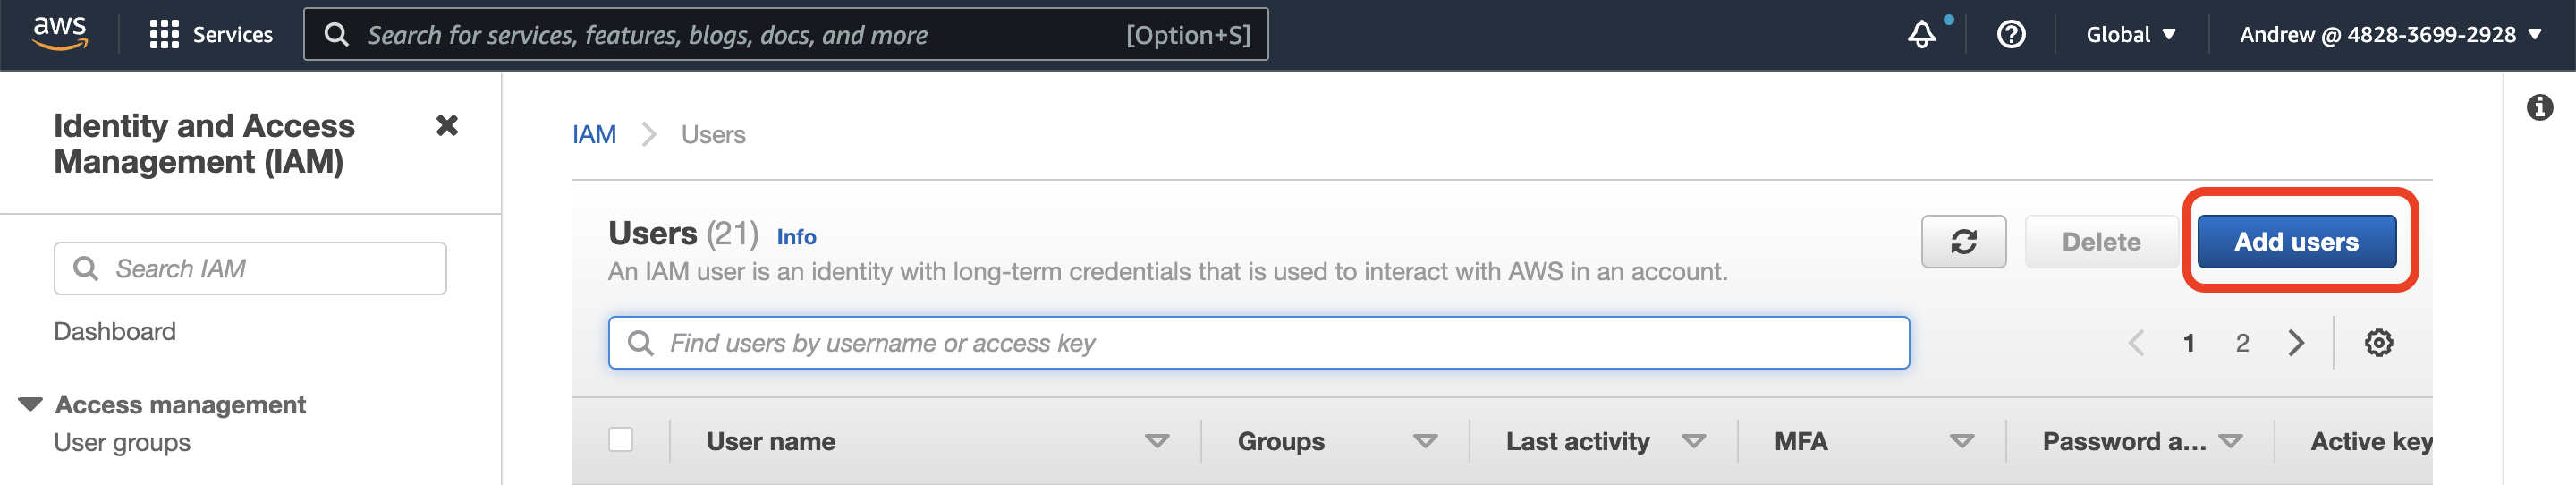 aws
Services
Search for services, features, blogs, docs, and more
[Option+S]
Global
Andrew @ 4828-3699-2928
Identity and Access
Management (IAM)
Search IAM
Dashboard
Access management
User groups
IAM
Users
Users (21) Info
An IAM user is an identity with long-term credentials that is used to interact with AWS in an account.
Delete
Add users
Find users by username or access key
1
2
User name
Groups
Last activity
MFA
Password a...
Active key